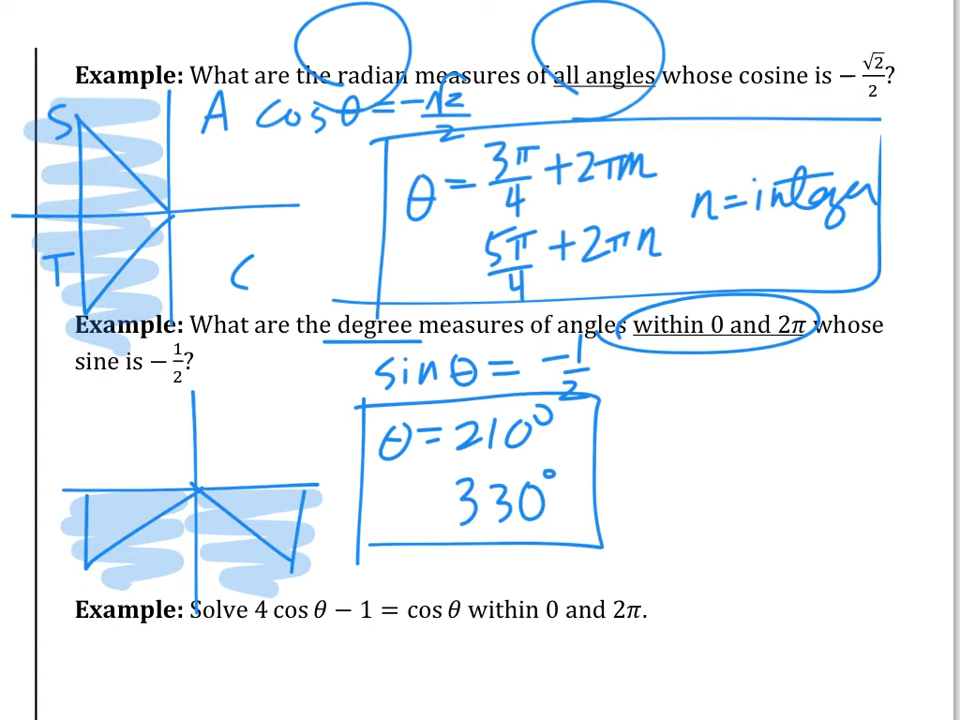 Example: What are the radian measures of all angles whose cosine is − √2/2?
S A cos θ = −√2/2
θ = 3π/4 + 2πn
n = integer
5π/4 + 2πn
T C
Example: What are the degree measures of angles within 0 and 2π whose
sine is − 1/2?
sin θ = −1/2
θ = 210°
330°
Example: Solve 4 cos θ − 1 = cos θ within 0 and 2π.